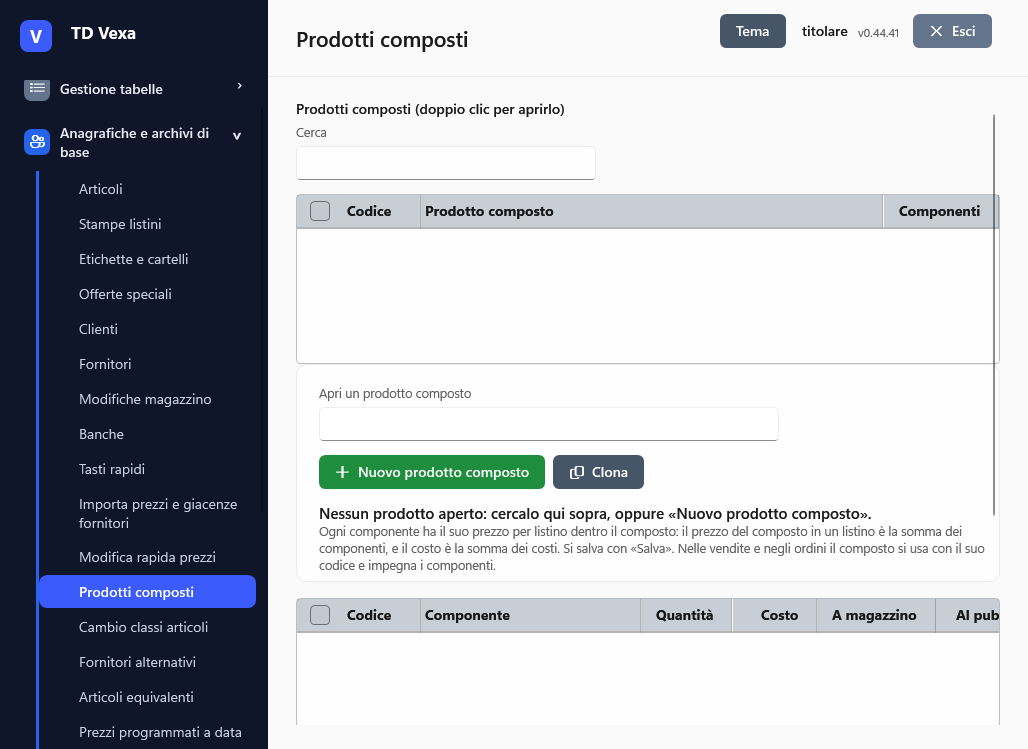 V
TD Vexa
Gestione tabelle
Anagrafiche e archivi di
base
Articoli
Stampe listini
Etichette e cartelli
Offerte speciali
Clienti
Fornitori
Modifiche magazzino
Banche
Tasti rapidi
Importa prezzi e giacenze
fornitori
Modifica rapida prezzi
Prodotti composti
Cambio classi articoli
Fornitori alternativi
Articoli equivalenti
Prezzi programmati a data
Prodotti composti
Tema titolare v0.44.41 Esci
Prodotti composti (doppio clic per aprirlo)
Cerca
Codice Prodotto composto Componenti
Apri un prodotto composto
Nuovo prodotto composto Clona
Nessun prodotto aperto: cercalo qui sopra, oppure «Nuovo prodotto composto».
Ogni componente ha il suo prezzo per listino dentro il composto: il prezzo del composto in un listino è la somma dei
componenti, e il costo è la somma dei costi. Si salva con «Salva». Nelle vendite e negli ordini il composto si usa con il suo
codice e impegna i componenti.
Codice Componente Quantità Costo A magazzino Al pub